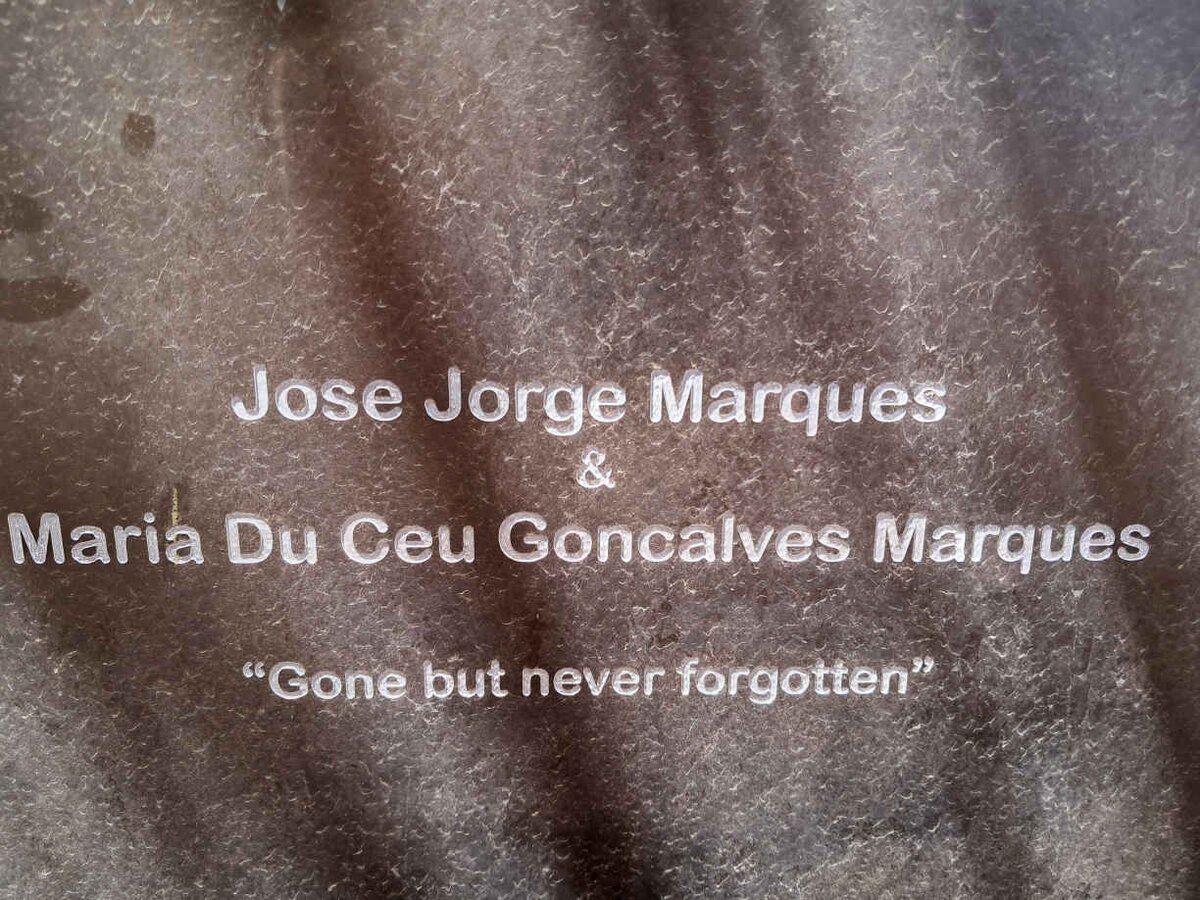 Jose Jorge Marques
&
Maria Du Ceu Goncalves Marques
“Gone but never forgotten”